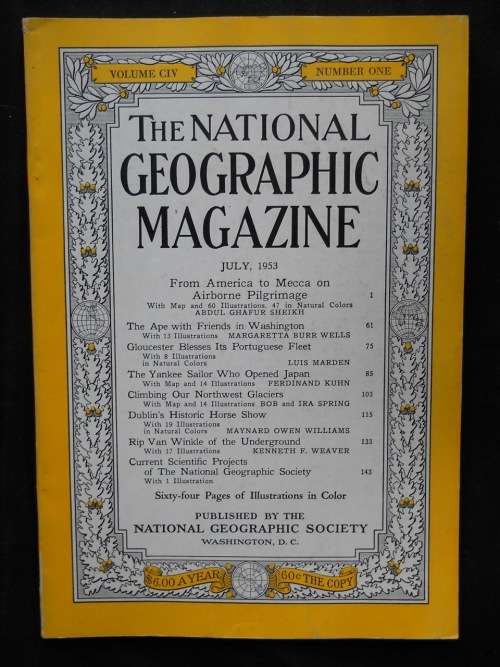 VOLUME CIV NUMBER ONE
THE NATIONAL
GEOGRAPHIC
MAGAZINE
JULY, 1953
From America to Mecca on
Airborne Pilgrimage 1
With Map and 60 Illustrations, 47 in Natural Colors
ABDUL GHAFUR SHEIKH
The Ape with Friends in Washington 61
With 13 Illustrations MARGARETTA BURR WELLS
Gloucester Blesses Its Portuguese Fleet 75
With 8 Illustrations
in Natural Colors LUIS MARDEN
The Yankee Sailor Who Opened Japan 85
With Map and 14 Illustrations FERDINAND KUHN
Climbing Our Northwest Glaciers 103
With Map and 14 Illustrations BOB and IRA SPRING
Dublin's Historic Horse Show 115
With 19 Illustrations
in Natural Colors MAYNARD OWEN WILLIAMS
Rip Van Winkle of the Underground 133
With 17 Illustrations KENNETH F. WEAVER
Current Scientific Projects
of The National Geographic Society 143
With 1 Illustration
Sixty-four Pages of Illustrations in Color
PUBLISHED BY THE
NATIONAL GEOGRAPHIC SOCIETY
WASHINGTON, D. C.
$6.00 A YEAR 60¢ THE COPY